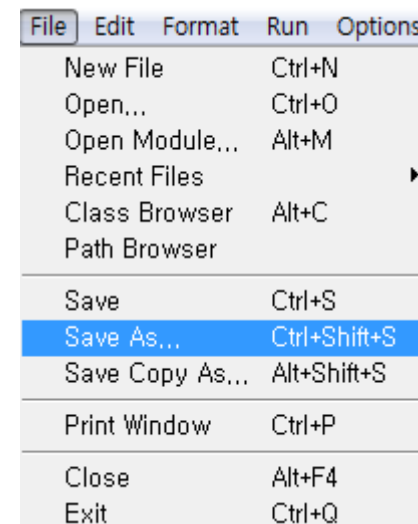 File Edit Format Run Options
New File Ctrl+N
Open... Ctrl+O
Open Module... Alt+M
Recent Files
Class Browser Alt+C
Path Browser
Save Ctrl+S
Save As... Ctrl+Shift+S
Save Copy As... Alt+Shift+S
Print Window Ctrl+P
Close Alt+F4
Exit Ctrl+Q